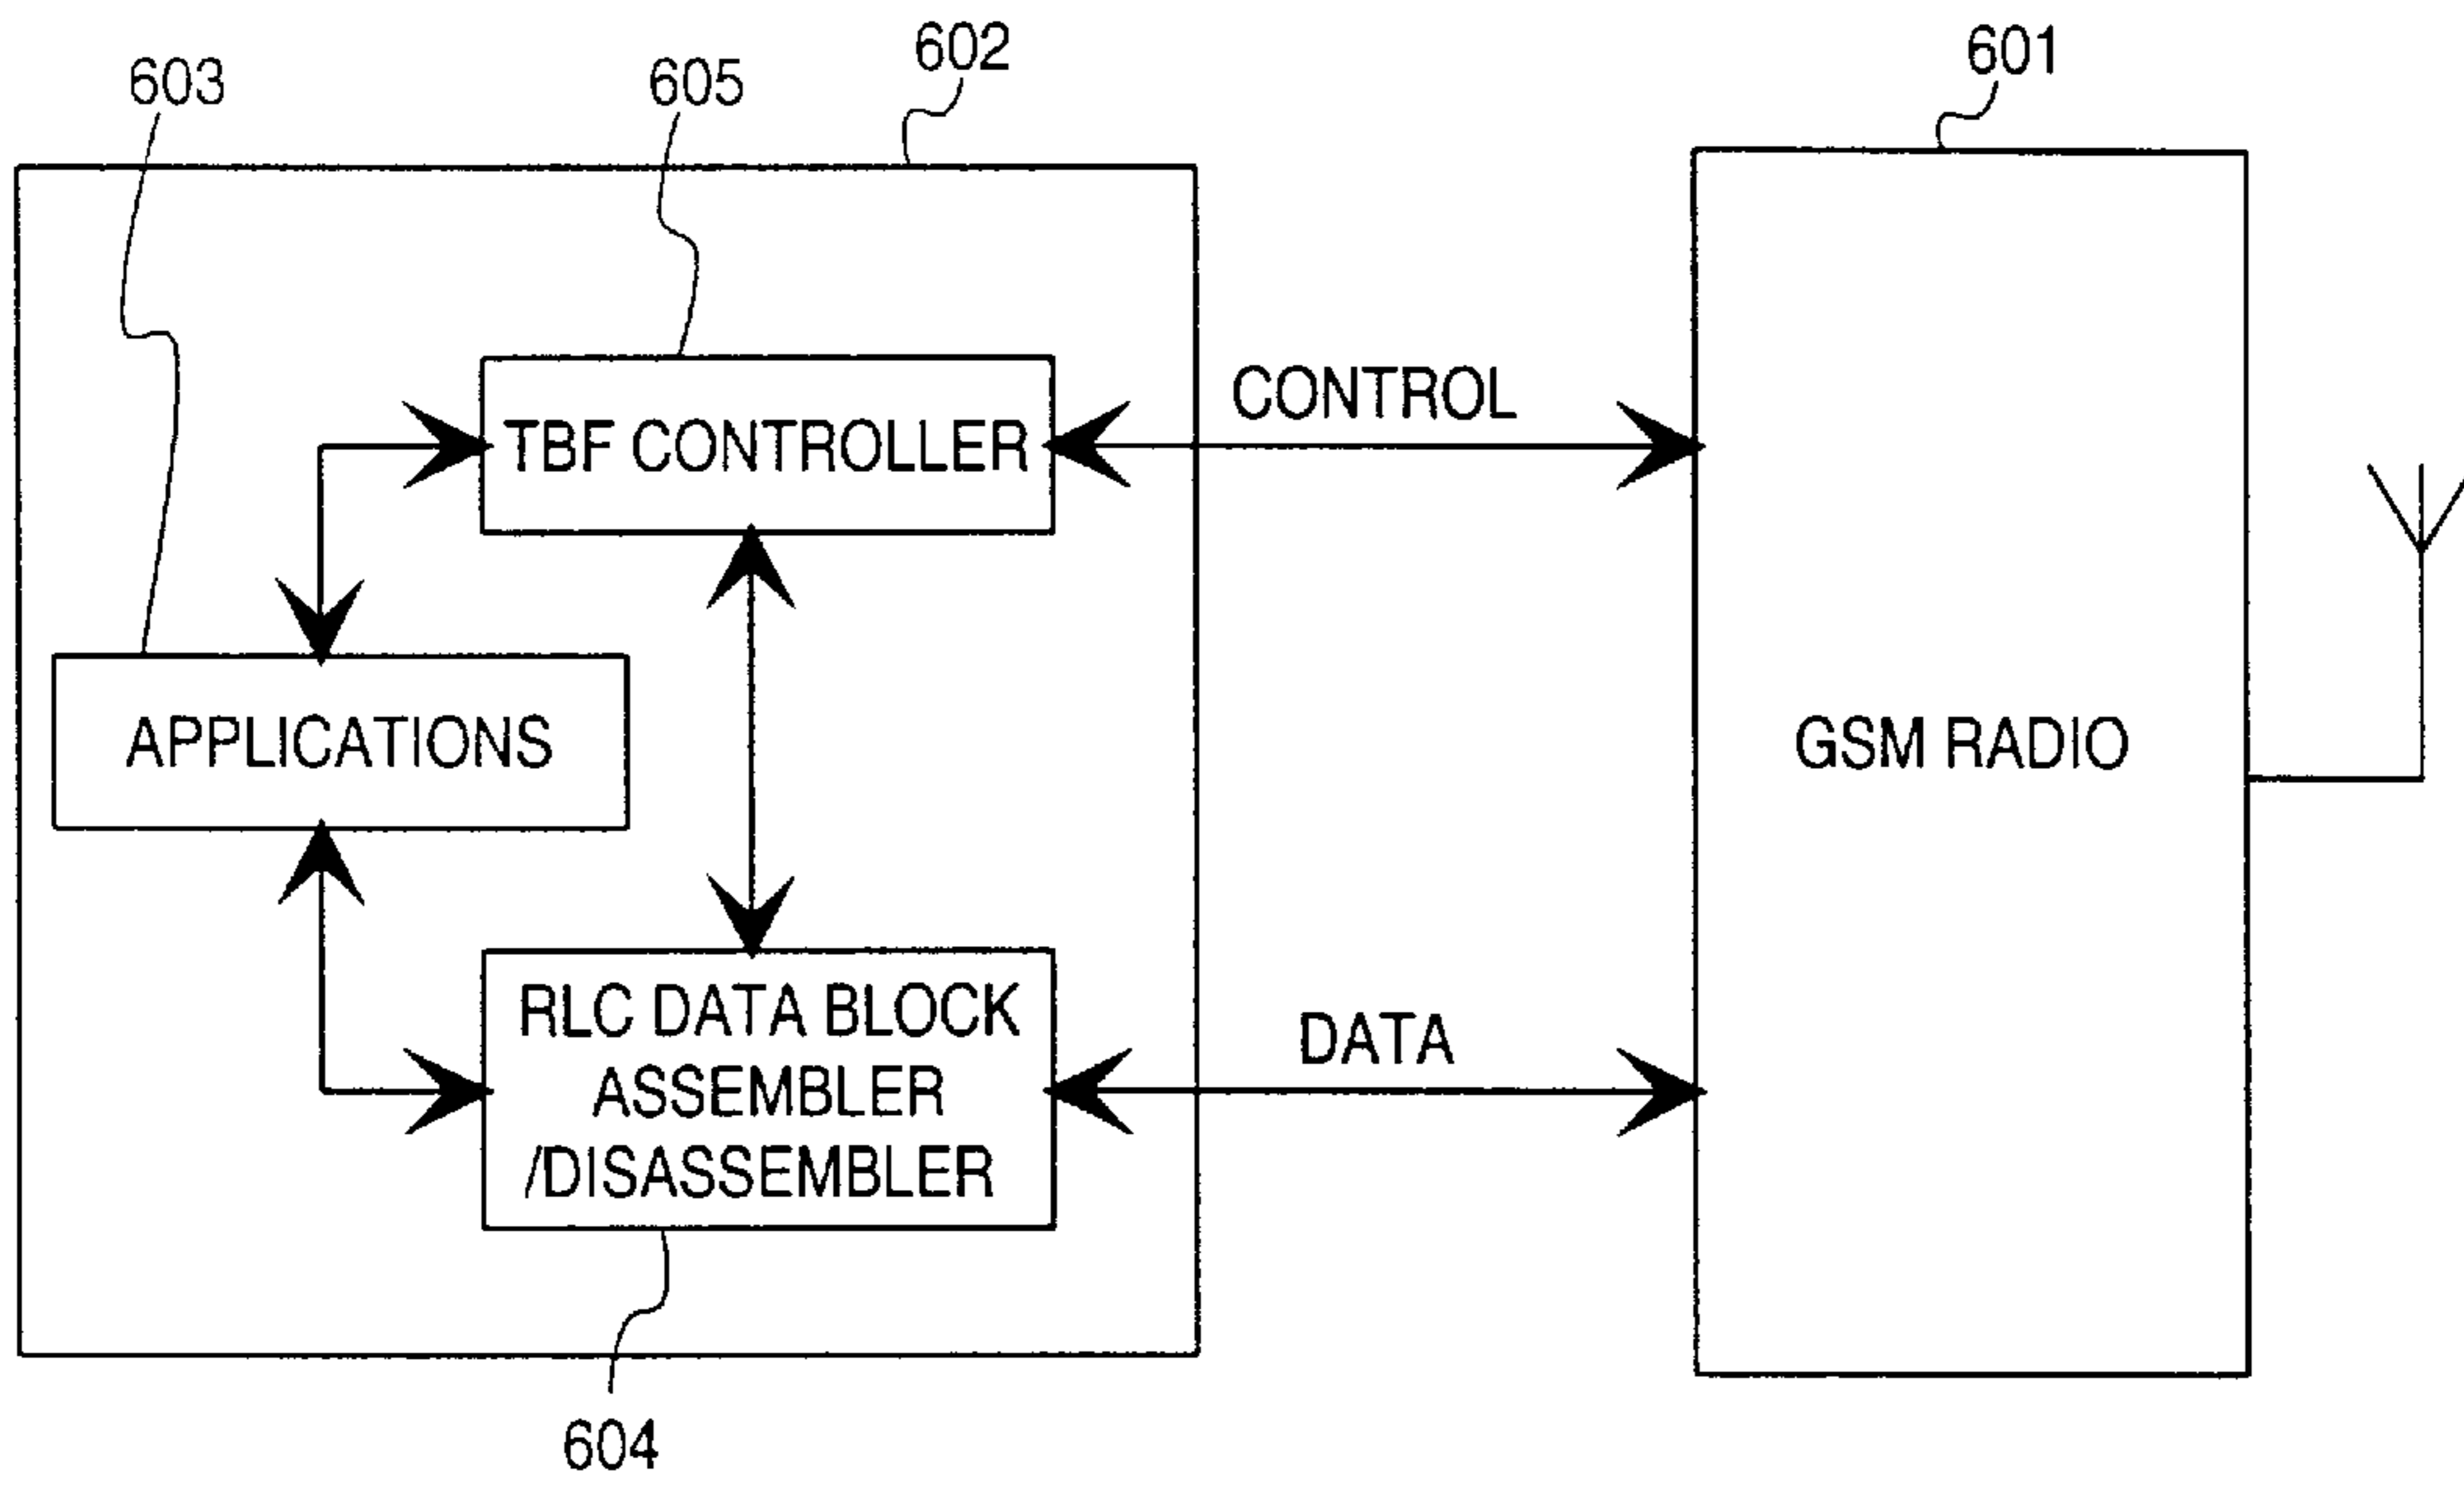 602
601
603
605
CONTROL
TBF CONTROLLER
APPLICATIONS
GSM RADIO
RLC DATA BLOCK
ASSEMBLER
/DISASSEMBLER
DATA
604